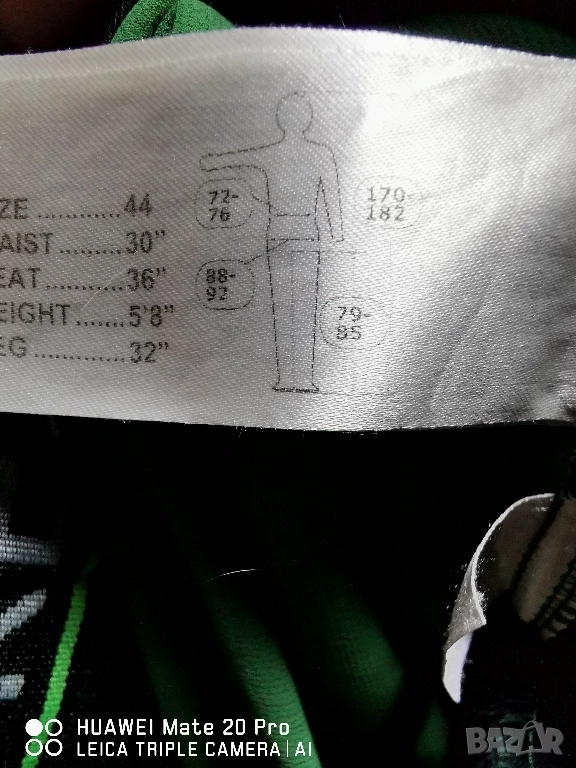 ZE ............44
AIST.........30”
EAT...........36”
EIGHT.......5'8”
EG .............32”
72-
76
170-
182
88-
92
79-
85
HUAWEI Mate 20 Pro
LEICA TRIPLE CAMERA | AI
BAZAR